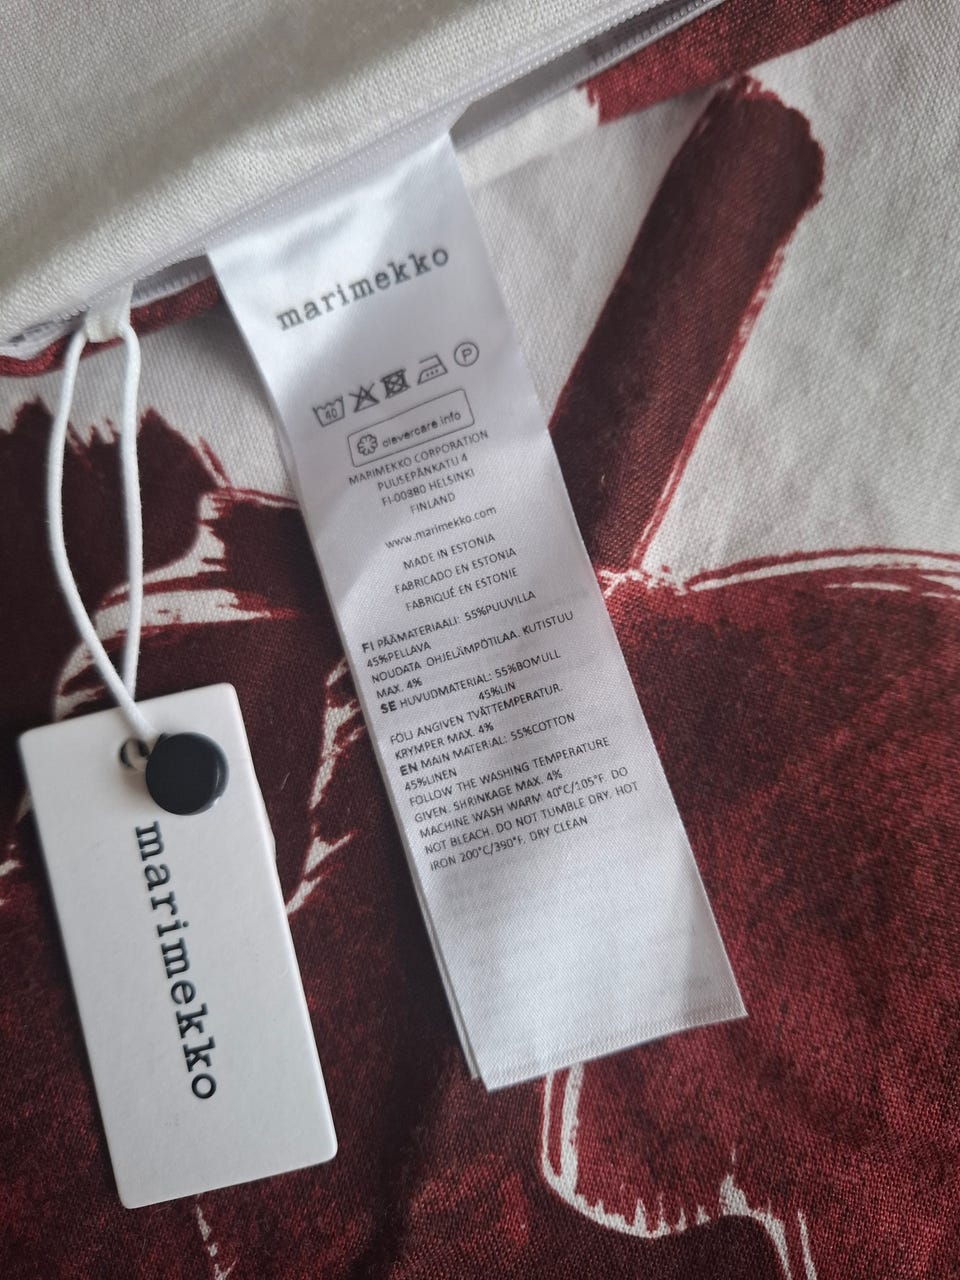 marimekko
40 P
clevercare.info
MARIMEKKO CORPORATION
PUUSEPÄNKATU 4
FI-00880 HELSINKI
FINLAND
www.marimekko.com
MADE IN ESTONIA
FABRICADO EN ESTONIA
FABRIQUÉ EN ESTONIE
FI PÄÄMATERIAALI: 55%PUUVILLA
45%PELLAVA
NOUDATA OHJELÄMPÖTILAA. KUTISTUU
MAX. 4%
SE HUVUDMATERIAL: 55%BOMULL
45%LIN
FÖLJ ANGIVEN TVÄTTEMPERATUR.
KRYMPER MAX. 4%
EN MAIN MATERIAL: 55%COTTON
45%LINEN
FOLLOW THE WASHING TEMPERATURE
GIVEN. SHRINKAGE MAX. 4%
MACHINE WASH WARM 40°C/105°F. DO
NOT BLEACH. DO NOT TUMBLE DRY. HOT
IRON 200°C/390°F. DRY CLEAN
marimekko